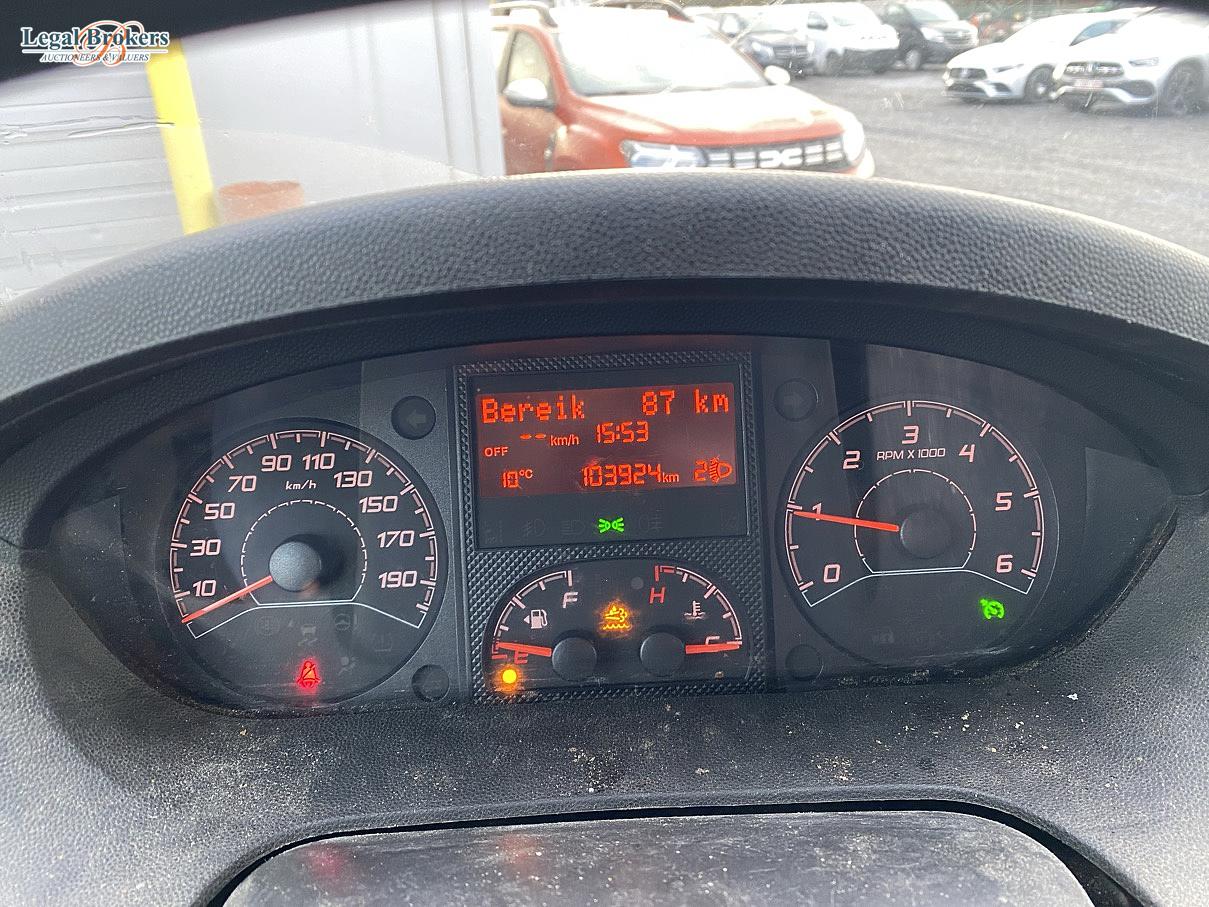 Legal Brokers
AUCTIONEERS & VALUERS
Bereik 87 km
-- km/h 15:53
OFF
10°C 103924km 2
10 30 50 70 90 110 130 150 170 190
km/h
F
E
H
C
0 1 2 3 4 5 6
RPM X 1000